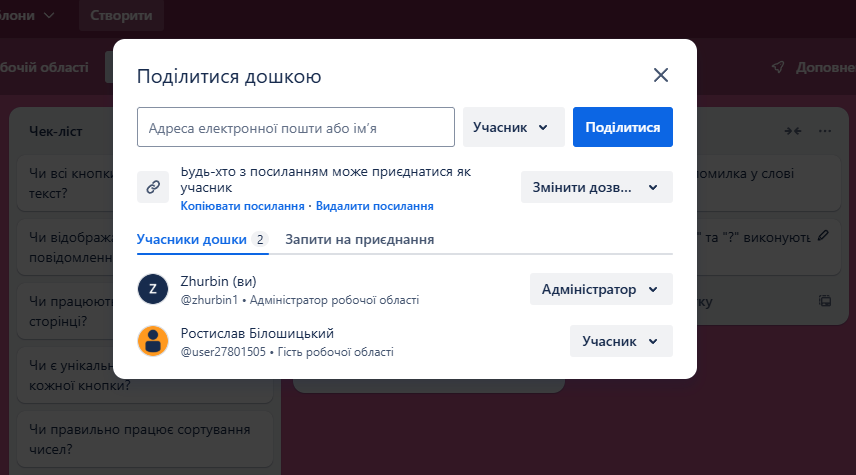 лони
Створити
бочій області
Доповне
Поділитися дошкою
Адреса електронної пошти або ім'я
Учасник
Поділитися
Будь-хто з посиланням може приєднатися як
учасник
Копіювати посилання · Видалити посилання
Змінити дозв...
Учасники дошки 2
Запити на приєднання
Z
Zhurbin (ви)
@zhurbin1 • Адміністратор робочої області
Адміністратор
Ростислав Білошицький
@user27801505 • Гість робочої області
Учасник
Чек-ліст
Чи всі кнопки
текст?
Чи відобража
повідомленн
Чи працюют
сторінці?
Чи є унікаль
кожної кнопки?
Чи правильно працює сортування
чисел?
омилка у слові
" та "?" виконують
ку